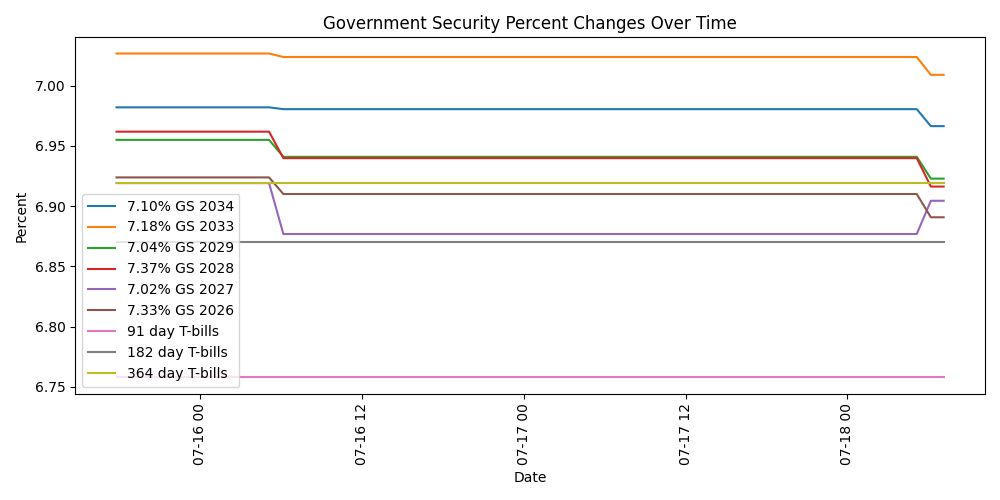 Government Security Percent Changes Over Time
Percent
7.00
6.95
6.90
6.85
6.80
6.75
7.10% GS 2034
7.18% GS 2033
7.04% GS 2029
7.37% GS 2028
7.02% GS 2027
7.33% GS 2026
91 day T-bills
182 day T-bills
364 day T-bills
07-16 00
07-16 12
07-17 00
07-17 12
07-18 00
Date